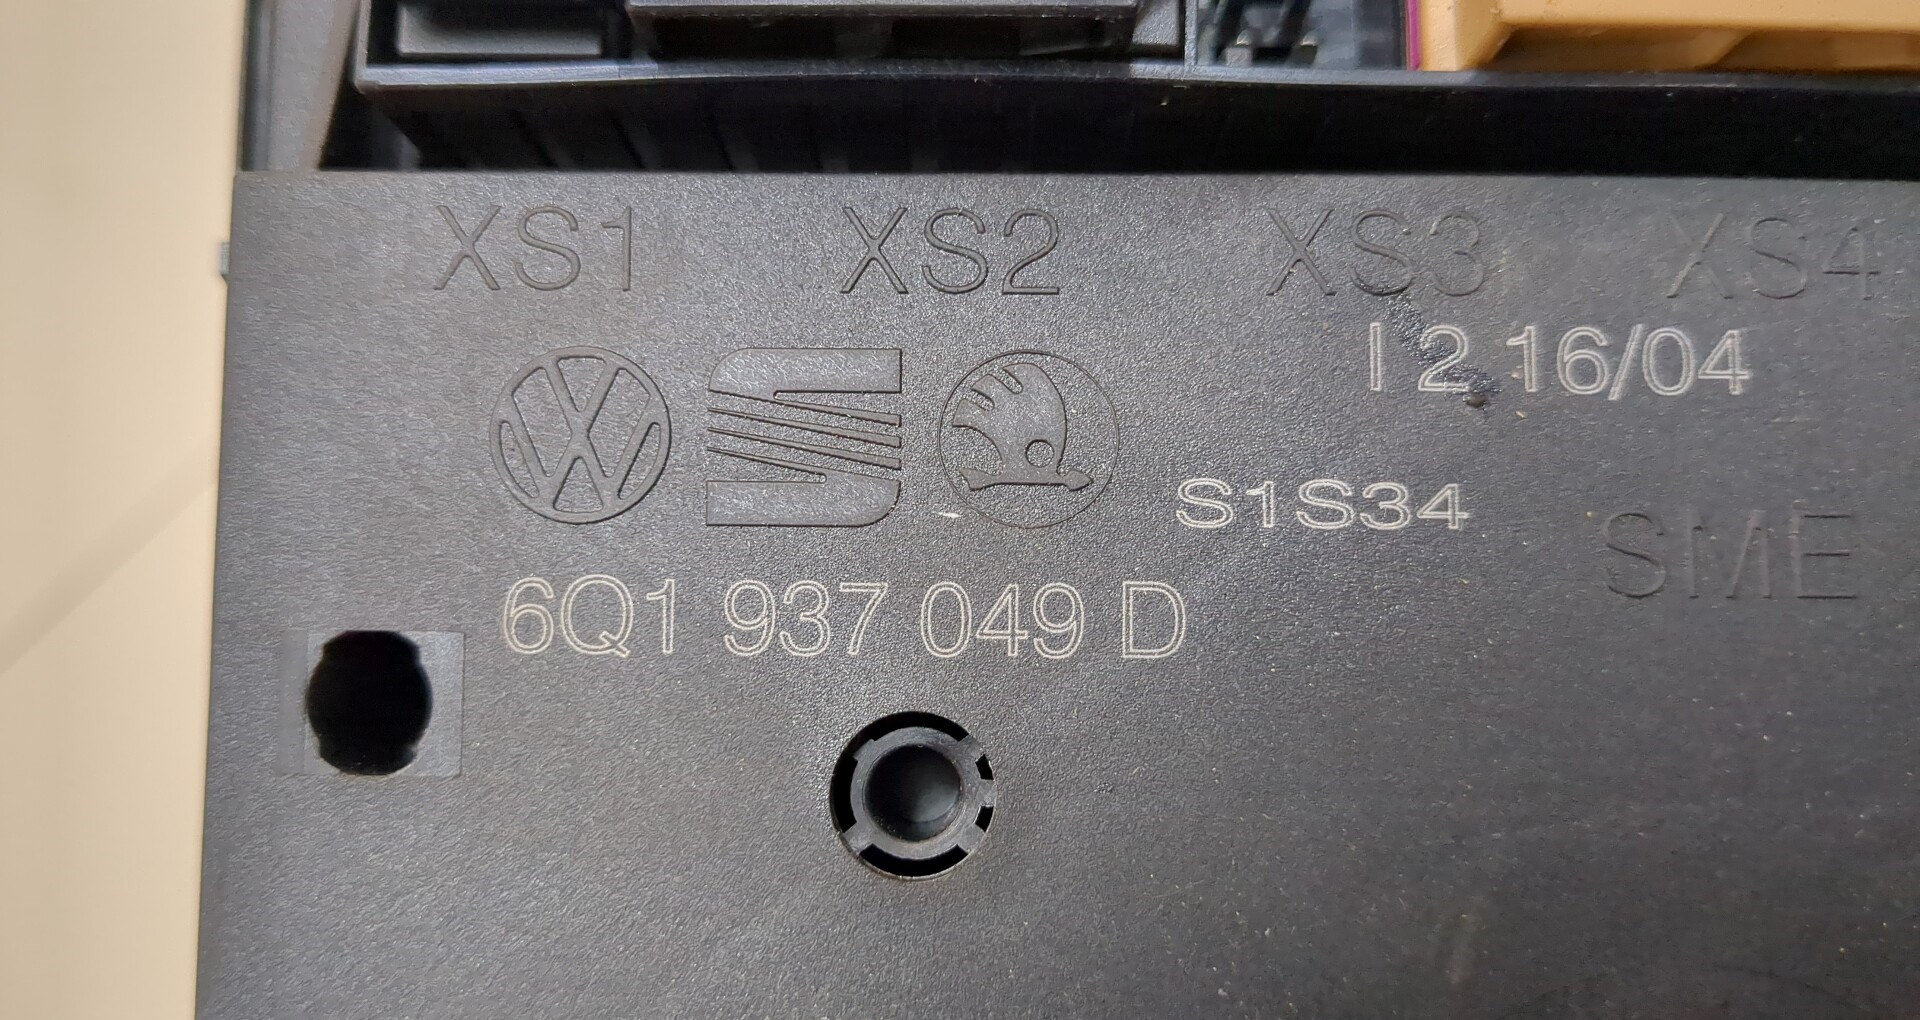 XS1 XS2 XS3 XS4
I 2 16/04
S1S34
SME
6Q1 937 049 D